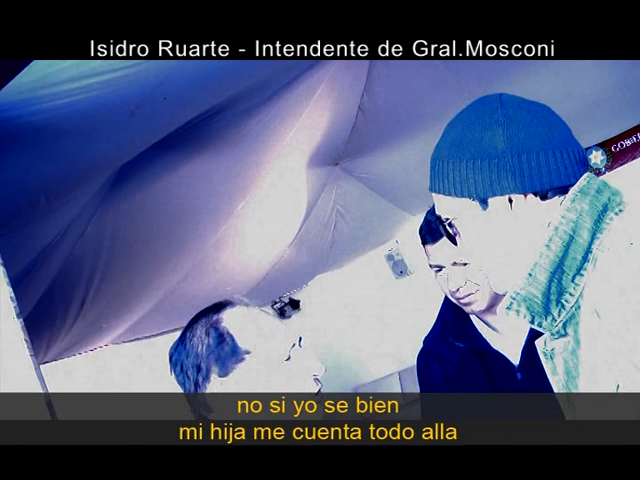 Isidro Ruarte - Intendente de Gral.Mosconi
no si yo se bien
mi hija me cuenta todo alla